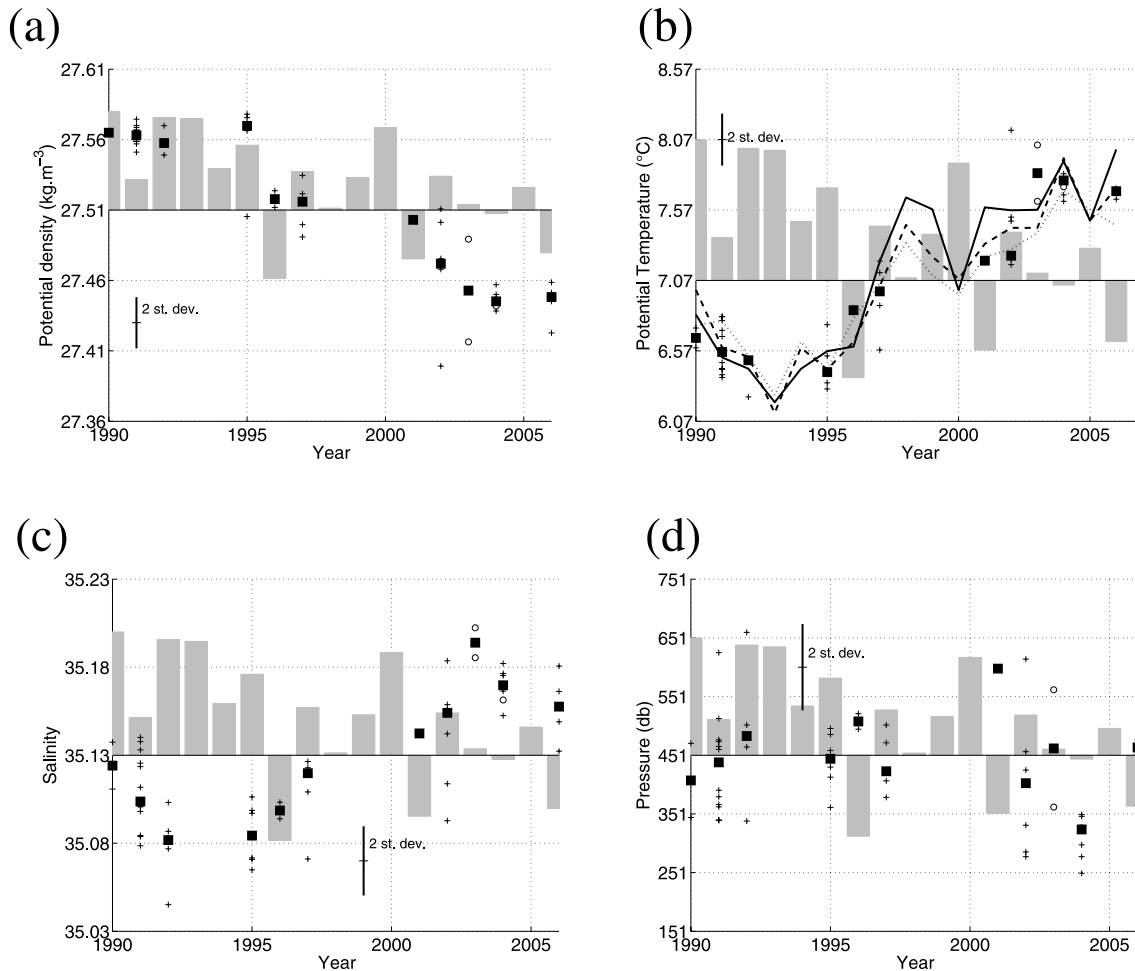 (a)
Potential density (kg.m−3)
27.61
27.56
27.51
27.46
27.41
27.36
2 st. dev.
1990
1995
2000
2005
Year
(b)
Potential Temperature (°C)
8.57
8.07
7.57
7.07
6.57
6.07
2 st. dev.
1990
1995
2000
2005
Year
(c)
Salinity
35.23
35.18
35.13
35.08
35.03
2 st. dev.
1990
1995
2000
2005
Year
(d)
Pressure (db)
751
651
551
451
351
251
151
2 st. dev.
1990
1995
2000
2005
Year